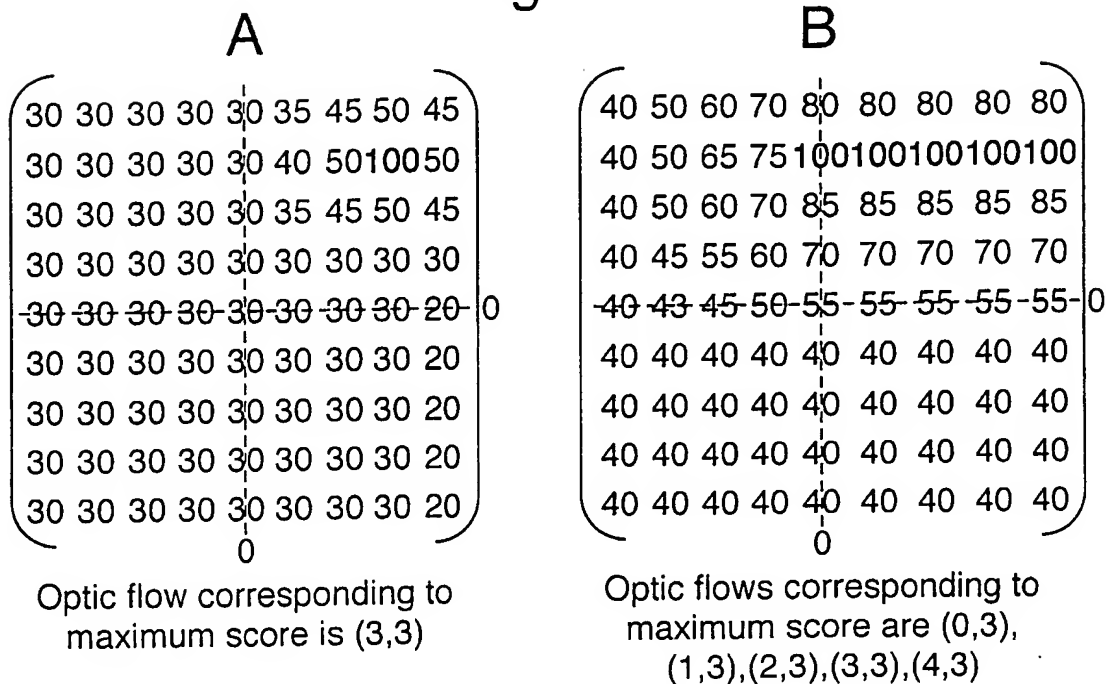 A
30 30 30 30 30 35 45 50 45
30 30 30 30 30 40 50 100 50
30 30 30 30 30 35 45 50 45
30 30 30 30 30 30 30 30 30
30 30 30 30 30 30 30 30 20 0
30 30 30 30 30 30 30 30 20
30 30 30 30 30 30 30 30 20
30 30 30 30 30 30 30 30 20
30 30 30 30 30 30 30 30 20
0
Optic flow corresponding to
maximum score is (3,3)
B
40 50 60 70 80 80 80 80 80
40 50 65 75 100 100 100 100 100
40 50 60 70 85 85 85 85 85
40 45 55 60 70 70 70 70 70
40 43 45 50 55 55 55 55 55 0
40 40 40 40 40 40 40 40 40
40 40 40 40 40 40 40 40 40
40 40 40 40 40 40 40 40 40
40 40 40 40 40 40 40 40 40
0
Optic flows corresponding to
maximum score are (0,3),
(1,3),(2,3),(3,3),(4,3)